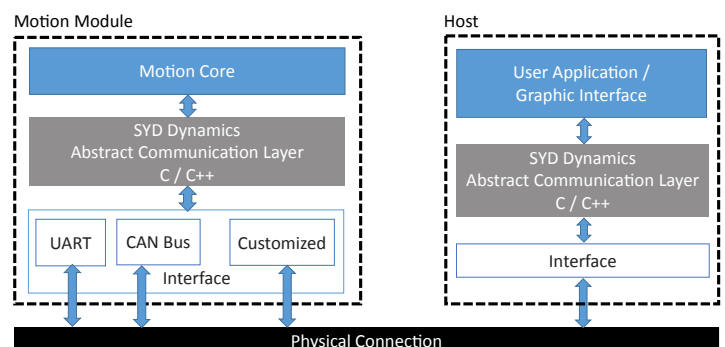 Motion Module
Motion Core
SYD Dynamics
Abstract Communication Layer
C / C++
UART
CAN Bus
Customized
Interface
Host
User Application /
Graphic Interface
SYD Dynamics
Abstract Communication Layer
C / C++
Interface
Physical Connection